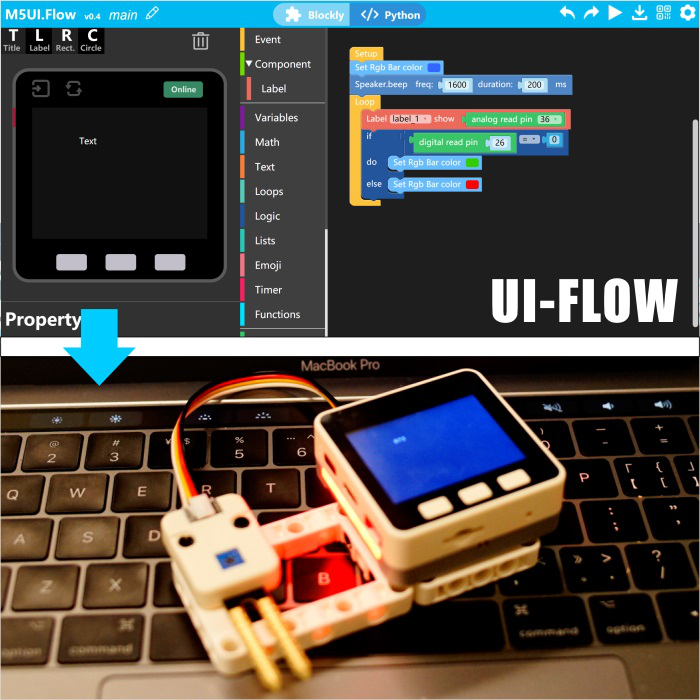 M5UI.Flow v0.4 main
Blockly
Python
T L R C
Title Label Rect. Circle
Online
Text
Property
Event
Component
Label
Variables
Math
Text
Loops
Logic
Lists
Emoji
Timer
Functions
Setup
Set Rgb Bar color
Speaker.beep freq: 1600 duration: 200 ms
Loop
Label label_1 show analog read pin 36
if digital read pin 26 = 0
do Set Rgb Bar color
else Set Rgb Bar color
UI-FLOW
MacBook Pro
@ # % ^ _ +
2 3 5 6 - =
Q W E R T P { [ } ]
A S : ; " '
Z X B > . ? /
command option command option